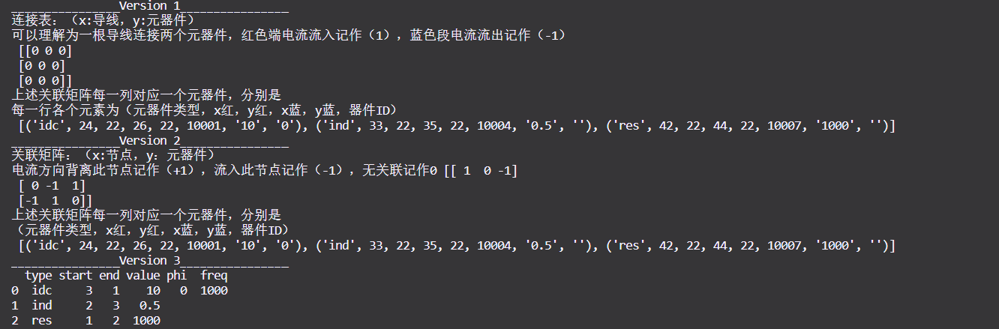 ________________Version 1________________
连接表：（x:导线，y:元器件）
可以理解为一根导线连接两个元器件，红色端电流流入记作（1），蓝色段电流流出记作（-1）
[[0 0 0]
[0 0 0]
[0 0 0]]
上述关联矩阵每一列对应一个元器件，分别是
每一行各个元素为（元器件类型，x红，y红，x蓝，y蓝，器件ID）
[('idc', 24, 22, 26, 22, 10001, '10', '0'), ('ind', 33, 22, 35, 22, 10004, '0.5', ''), ('res', 42, 22, 44, 22, 10007, '1000', '')]
________________Version 2________________
关联矩阵：（x:节点，y：元器件）
电流方向背离此节点记作（+1），流入此节点记作（-1），无关联记作0 [[ 1  0 -1]
[ 0 -1  1]
[-1  1  0]]
上述关联矩阵每一列对应一个元器件，分别是
（元器件类型，x红，y红，x蓝，y蓝，器件ID）
[('idc', 24, 22, 26, 22, 10001, '10', '0'), ('ind', 33, 22, 35, 22, 10004, '0.5', ''), ('res', 42, 22, 44, 22, 10007, '1000', '')]
________________Version 3________________
type start end value phi  freq
0  idc     3   1    10   0  1000
1  ind     2   3   0.5
2  res     1   2  1000